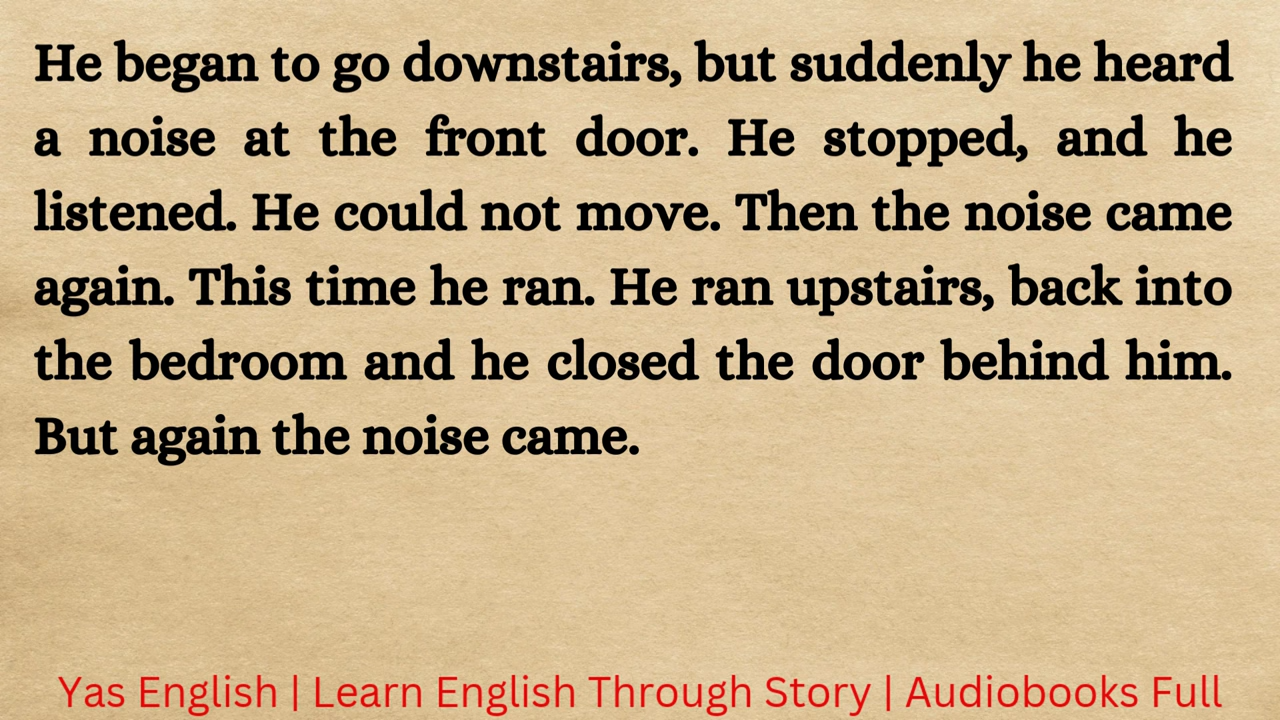 He began to go downstairs, but suddenly he heard
a noise at the front door. He stopped, and he
listened. He could not move. Then the noise came
again. This time he ran. He ran upstairs, back into
the bedroom and he closed the door behind him.
But again the noise came.
Yas English | Learn English Through Story | Audiobooks Full